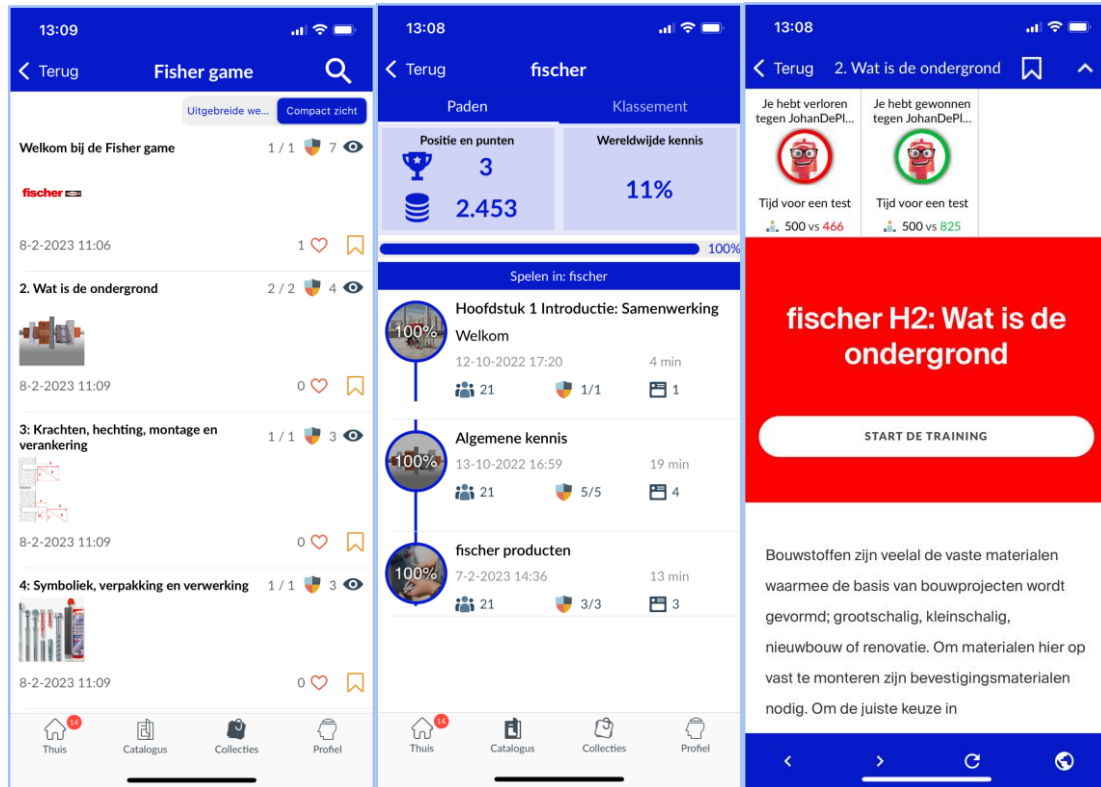 13:09
Terug
Fisher game
Uitgebreide we...
Compact zicht
Welkom bij de Fisher game
1 / 1
7
fischer
8-2-2023 11:06
1
2. Wat is de ondergrond
2 / 2
4
8-2-2023 11:09
0
3: Krachten, hechting, montage en
verankering
1 / 1
3
8-2-2023 11:09
0
4: Symboliek, verpakking en verwerking
1 / 1
3
8-2-2023 11:09
0
14
Thuis
Catalogus
Collecties
Profiel
13:08
Terug
fischer
Paden
Klassement
Positie en punten
3
2.453
Wereldwijde kennis
11%
100%
Spelen in: fischer
100%
Hoofdstuk 1 Introductie: Samenwerking
Welkom
12-10-2022 17:20
4 min
21
1/1
1
100%
Algemene kennis
13-10-2022 16:59
19 min
21
5/5
4
100%
fischer producten
7-2-2023 14:36
13 min
21
3/3
3
14
Thuis
Catalogus
Collecties
Profiel
13:08
Terug
2. Wat is de ondergrond
Je hebt verloren
tegen JohanDePl...
Tijd voor een test
500 vs 466
Je hebt gewonnen
tegen JohanDePl...
Tijd voor een test
500 vs 825
fischer H2: Wat is de
ondergrond
START DE TRAINING
Bouwstoffen zijn veelal de vaste materialen
waarmee de basis van bouwprojecten wordt
gevormd; grootschalig, kleinschalig,
nieuwbouw of renovatie. Om materialen hier op
vast te monteren zijn bevestigingsmaterialen
nodig. Om de juiste keuze in